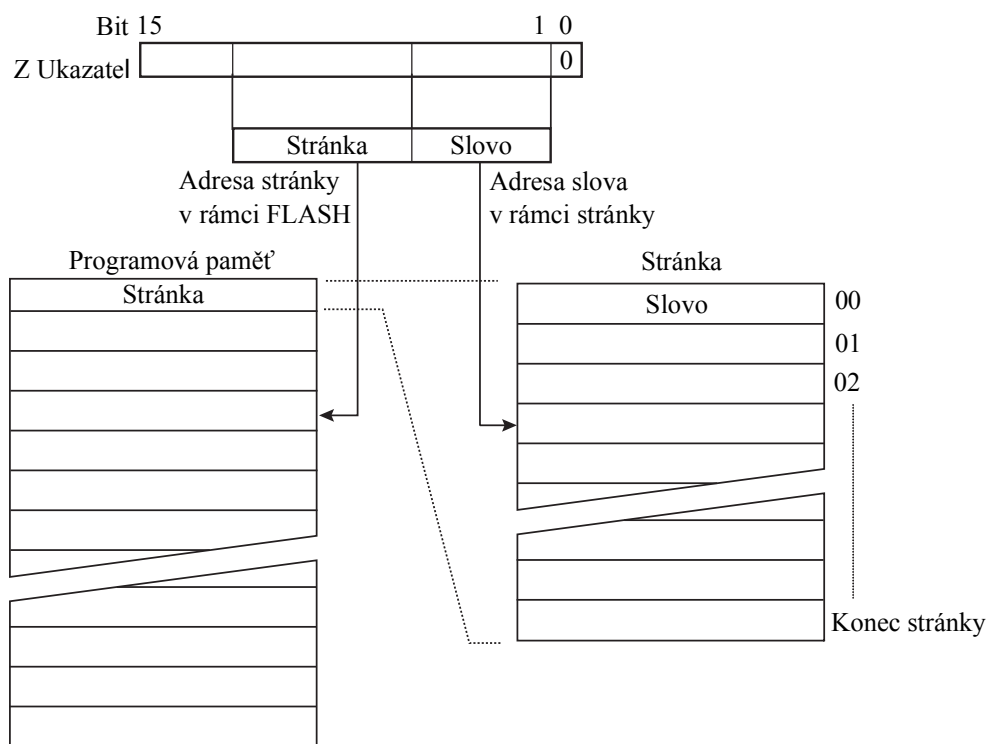 Bit 15 1 0
Z Ukazatel 0
Stránka Slovo
Adresa stránky
v rámci FLASH
Adresa slova
v rámci stránky
Programová paměť
Stránka
Stránka
Slovo 00
01
02
Konec stránky